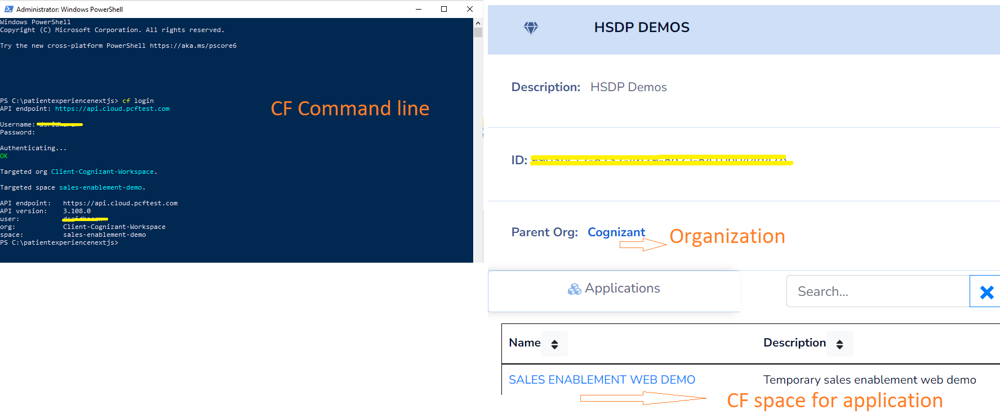 Administrator: Windows PowerShell
Windows PowerShell
Copyright (C) Microsoft Corporation. All rights reserved.
Try the new cross-platform PowerShell https://aka.ms/pscore6
PS C:\patientexperiencenextjs> cf login
API endpoint: https://api.cloud.pcftest.com
Username:
Password:
Authenticating...
OK
Targeted org Client-Cognizant-Workspace.
Targeted space sales-enablement-demo.
API endpoint: https://api.cloud.pcftest.com
API version: 3.108.0
user:
org: Client-Cognizant-Workspace
space: sales-enablement-demo
PS C:\patientexperiencenextjs>
CF Command line
HSDP DEMOS
Description: HSDP Demos
ID:
Parent Org: Cognizant
Organization
Applications
Search...
Name Description
SALES ENABLEMENT WEB DEMO Temporary sales enablement web demo
CF space for application